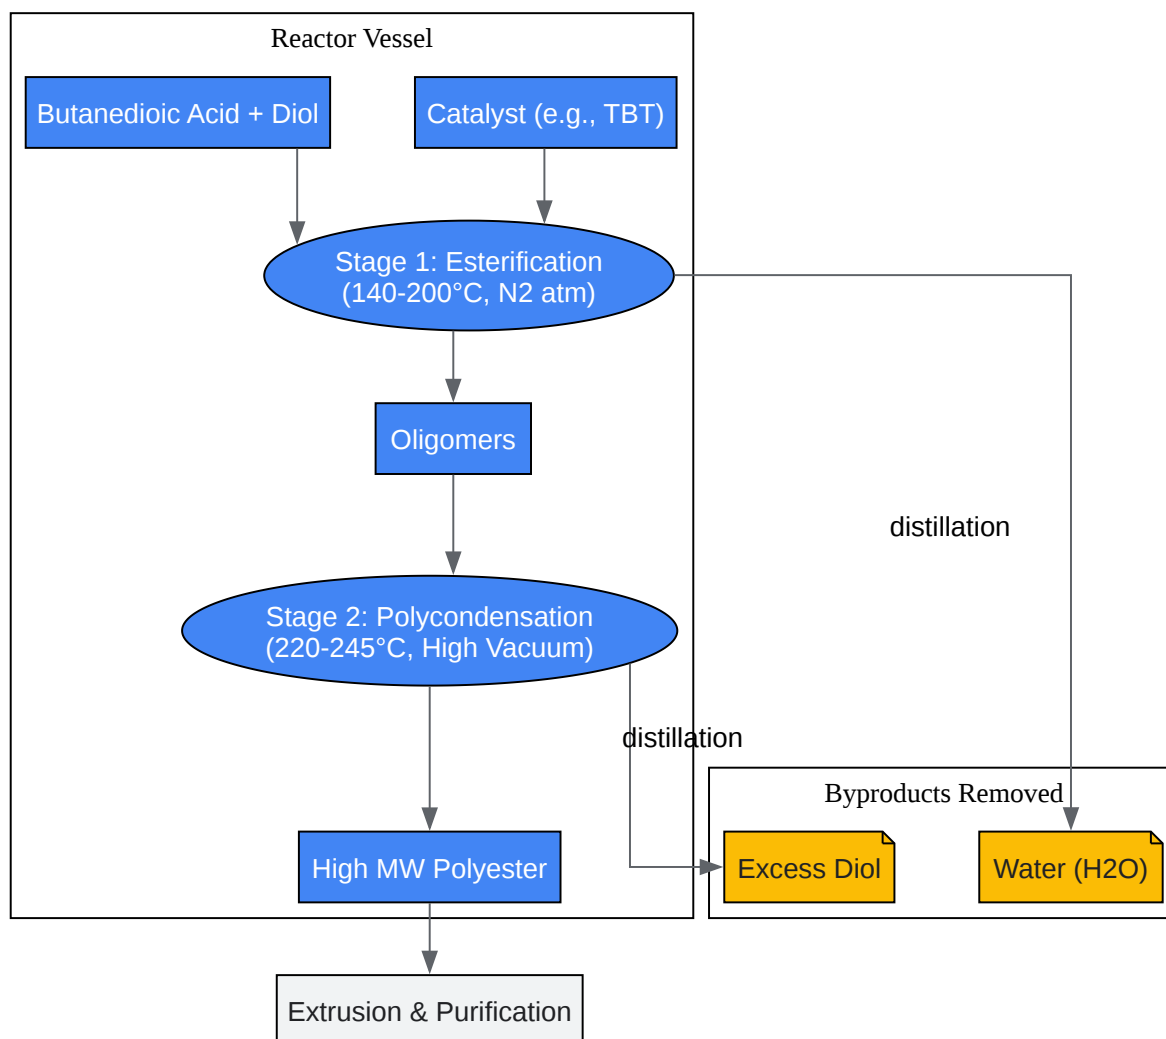 Reactor Vessel
Butanedioic Acid + Diol
Catalyst (e.g., TBT)
Stage 1: Esterification
(140-200°C, N2 atm)
Oligomers
distillation
Stage 2: Polycondensation
(220-245°C, High Vacuum)
distillation
Byproducts Removed
High MW Polyester
Excess Diol
Water (H2O)
Extrusion & Purification